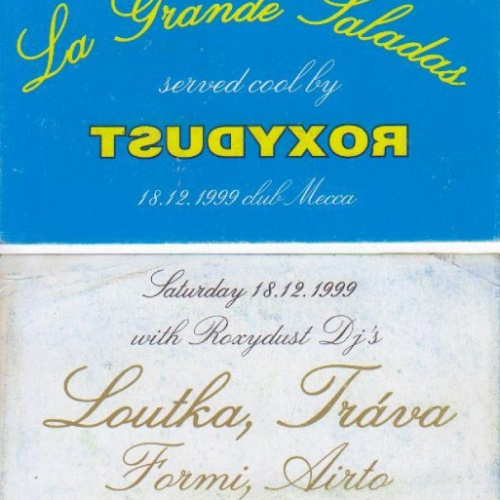 La Grande Saladas
served cool by
ROXYDUST
18.12.1999 club Mecca
Saturday 18.12.1999
with Roxydust Dj's
Loutka, Tráva
Formi, Airto